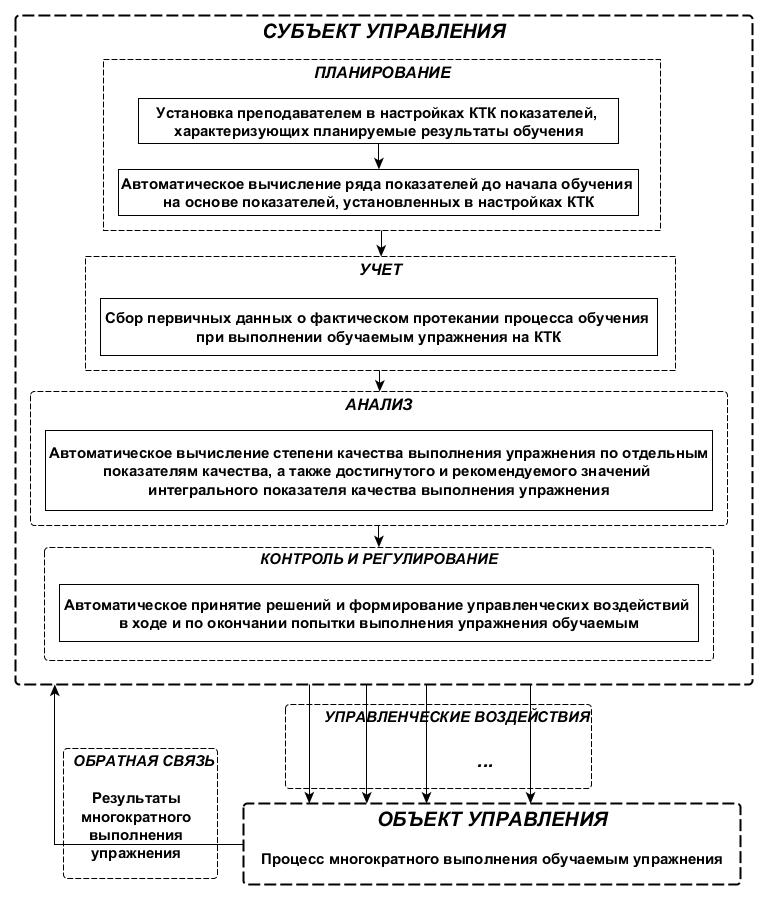 СУБЪЕКТ УПРАВЛЕНИЯ
ПЛАНИРОВАНИЕ
Установка преподавателем в настройках КТК показателей,
характеризующих планируемые результаты обучения
Автоматическое вычисление ряда показателей до начала обучения
на основе показателей, установленных в настройках КТК
УЧЕТ
Сбор первичных данных о фактическом протекании процесса обучения
при выполнении обучаемым упражнения на КТК
АНАЛИЗ
Автоматическое вычисление степени качества выполнения упражнения по отдельным
показателям качества, а также достигнутого и рекомендуемого значений
интегрального показателя качества выполнения упражнения
КОНТРОЛЬ И РЕГУЛИРОВАНИЕ
Автоматическое принятие решений и формирование управленческих воздействий
в ходе и по окончании попытки выполнения упражнения обучаемым
УПРАВЛЕНЧЕСКИЕ ВОЗДЕЙСТВИЯ
...
ОБРАТНАЯ СВЯЗЬ
Результаты
многократного
выполнения
упражнения
ОБЪЕКТ УПРАВЛЕНИЯ
Процесс многократного выполнения обучаемым упражнения